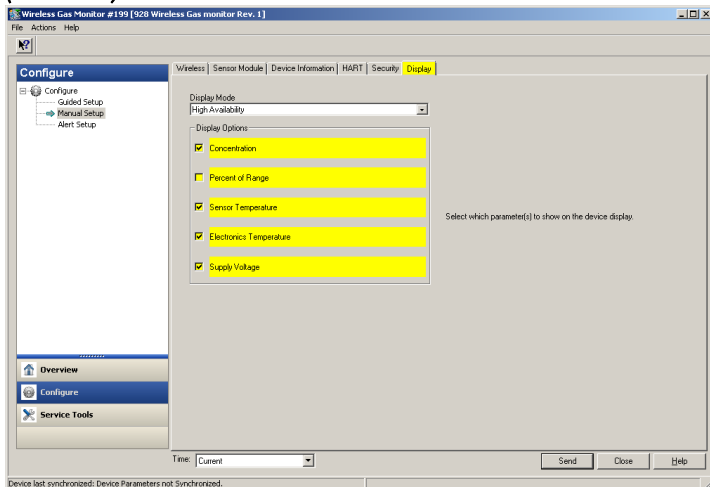 Wireless Gas Monitor #199 [928 Wireless Gas monitor Rev. 1]
File Actions Help
Configure
Configure
Guided Setup
Manual Setup
Alert Setup
Overview
Configure
Service Tools
Wireless Sensor Module Device Information HART Security Display
Display Mode
High Availability
Display Options
Concentration
Percent of Range
Sensor Temperature
Electronics Temperature
Supply Voltage
Select which parameter(s) to show on the device display.
Time: Current
Send Close Help
Device last synchronized: Device Parameters not Synchronized.